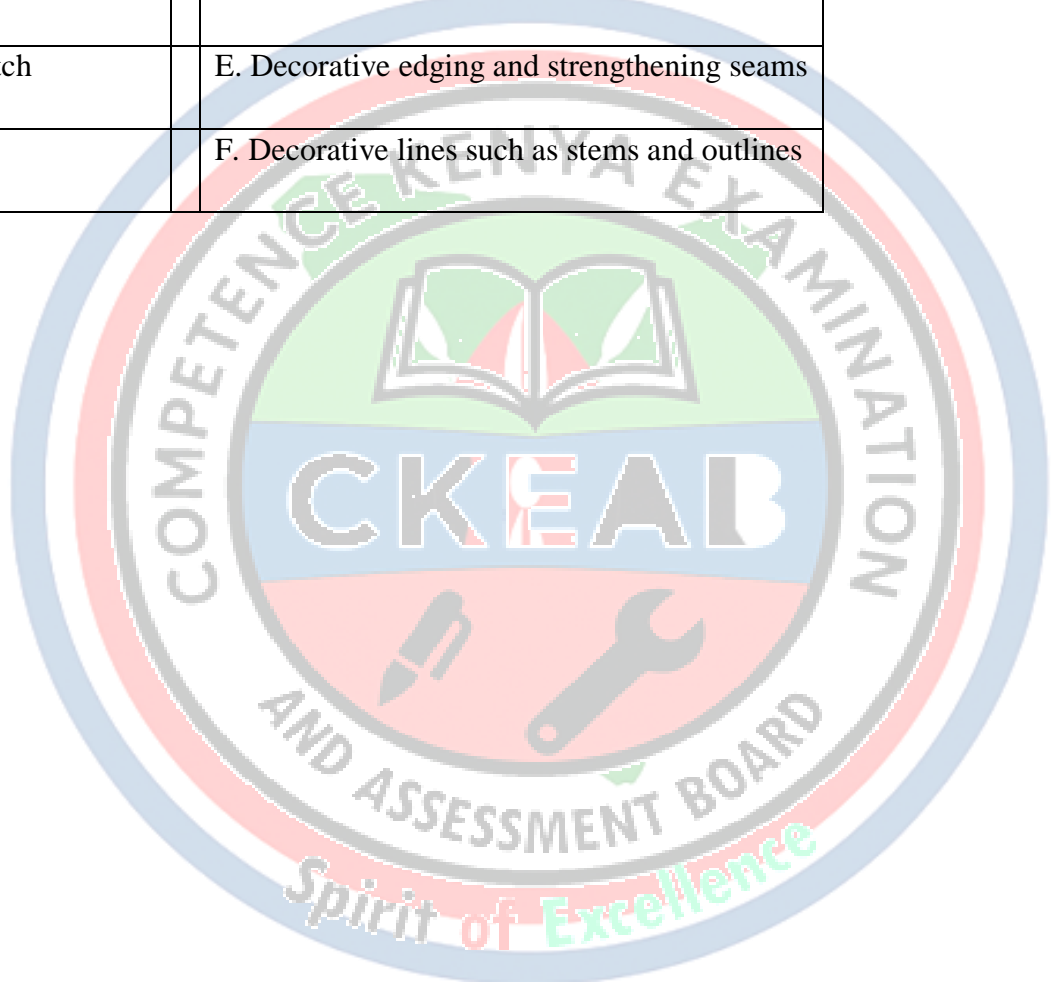 tch E. Decorative edging and strengthening seams
F. Decorative lines such as stems and outlines
COMPETENCE KENYA EXAMINATION
CKEAB
AND ASSESSMENT BOARD
Spirit of Excellence